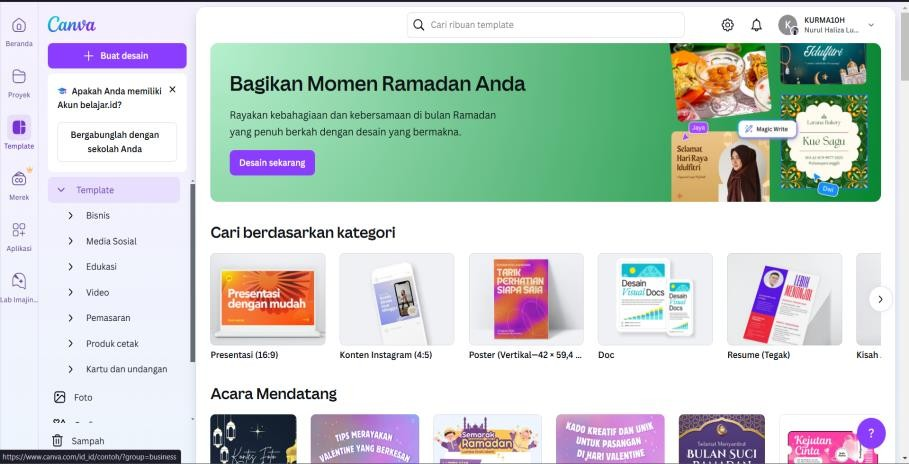 Canva
Cari ribuan template
KURMA10H
Nurul Haliza Lu...
Beranda
Proyek
Template
Merek
Aplikasi
Lab Imajin...
Buat desain
Apakah Anda memiliki
Akun belajar.id?
Bergabunglah dengan
sekolah Anda
Template
Bisnis
Media Sosial
Edukasi
Video
Pemasaran
Produk cetak
Kartu dan undangan
Foto
Sampah
https://www.canva.com/id_id/contoh/?group=business
Bagikan Momen Ramadan Anda
Rayakan kebahagiaan dan kebersamaan di bulan Ramadan
yang penuh berkah dengan desain yang bermakna.
Desain sekarang
Idulfitri
Jaya
Magic Write
Selamat
Hari Raya
Idulfitri
Larana Bakery
Kue Sagu
Dwi
Cari berdasarkan kategori
Presentasi
dengan mudah
TARIK
PERHATIAN
SIAPA SAJA
Desain
Visual Docs
Desain
Visual
Docs
LEBIH
MENONJOL
Presentasi (16:9)
Konten Instagram (4:5)
Poster (Vertikal—42 × 59,4 ...
Doc
Resume (Tegak)
Kisah
Acara Mendatang
TIPS MERAYAKAN
VALENTINE YANG BERKESAN
Semarak
Ramadan
KADO KREATIF DAN UNIK
UNTUK PASANGAN
DI HARI VALENTINE
Selamat Menyambut
BULAN SUCI
RAMADAN
Kejutan
Cinta
?